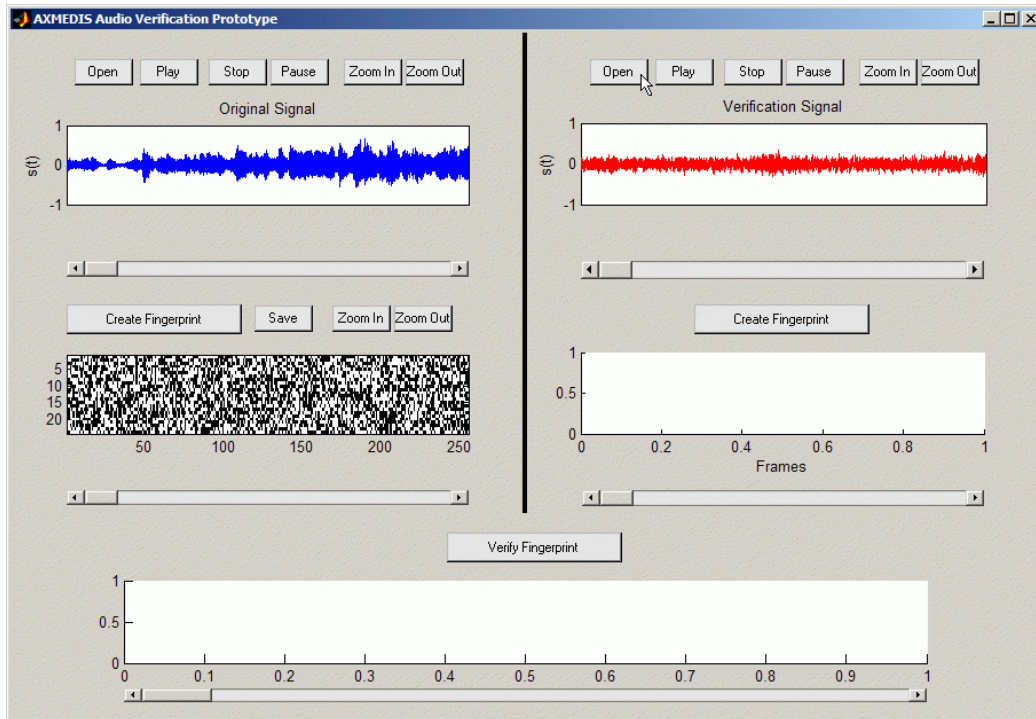 AXMEDIS Audio Verification Prototype
Open Play Stop Pause Zoom In Zoom Out
Original Signal
1
0
-1
s(t)
Create Fingerprint Save Zoom In Zoom Out
5
10
15
20
50 100 150 200 250
Open Play Stop Pause Zoom In Zoom Out
Verification Signal
1
0
-1
s(t)
Create Fingerprint
1
0.5
0
0 0.2 0.4 0.6 0.8 1
Frames
Verify Fingerprint
1
0.5
0
0 0.1 0.2 0.3 0.4 0.5 0.6 0.7 0.8 0.9 1